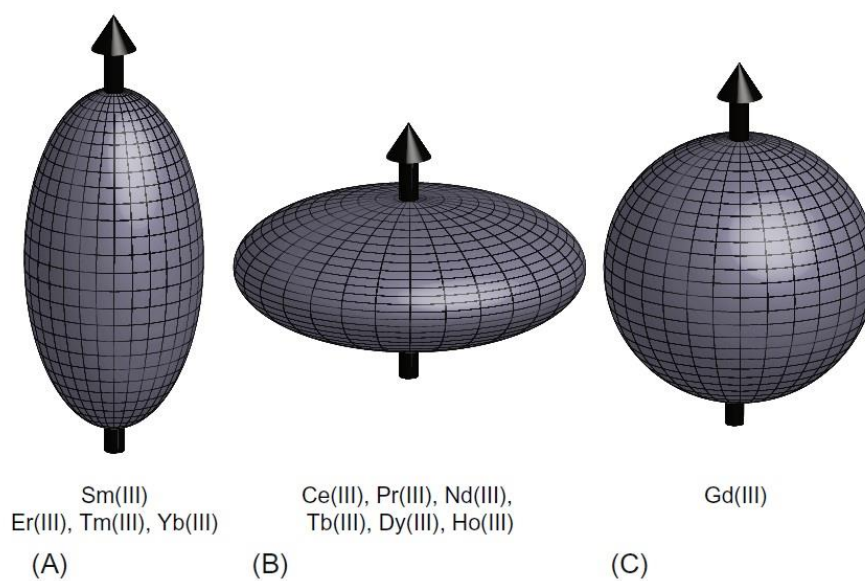 Sm(III)
Er(III), Tm(III), Yb(III)
(A)
Ce(III), Pr(III), Nd(III),
Tb(III), Dy(III), Ho(III)
(B)
Gd(III)
(C)